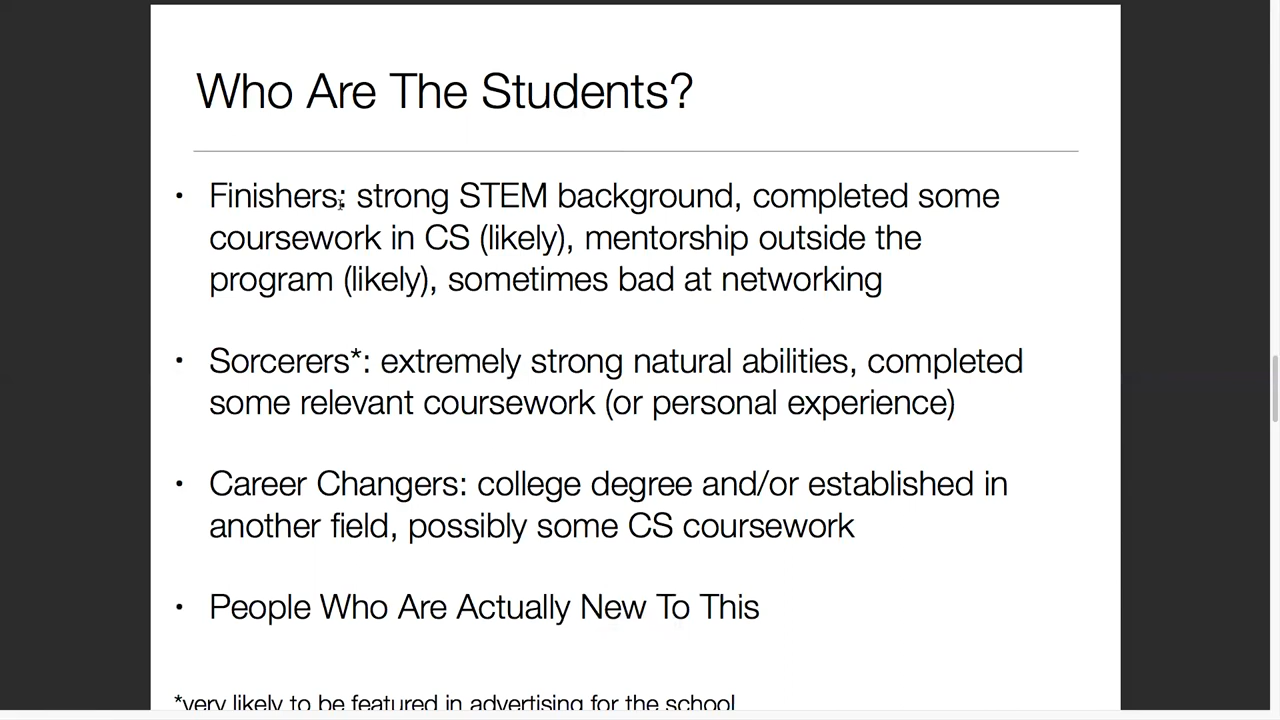 Who Are The Students?
• Finishers: strong STEM background, completed some
coursework in CS (likely), mentorship outside the
program (likely), sometimes bad at networking
• Sorcerers*: extremely strong natural abilities, completed
some relevant coursework (or personal experience)
• Career Changers: college degree and/or established in
another field, possibly some CS coursework
• People Who Are Actually New To This
*very likely to be featured in advertising for the school